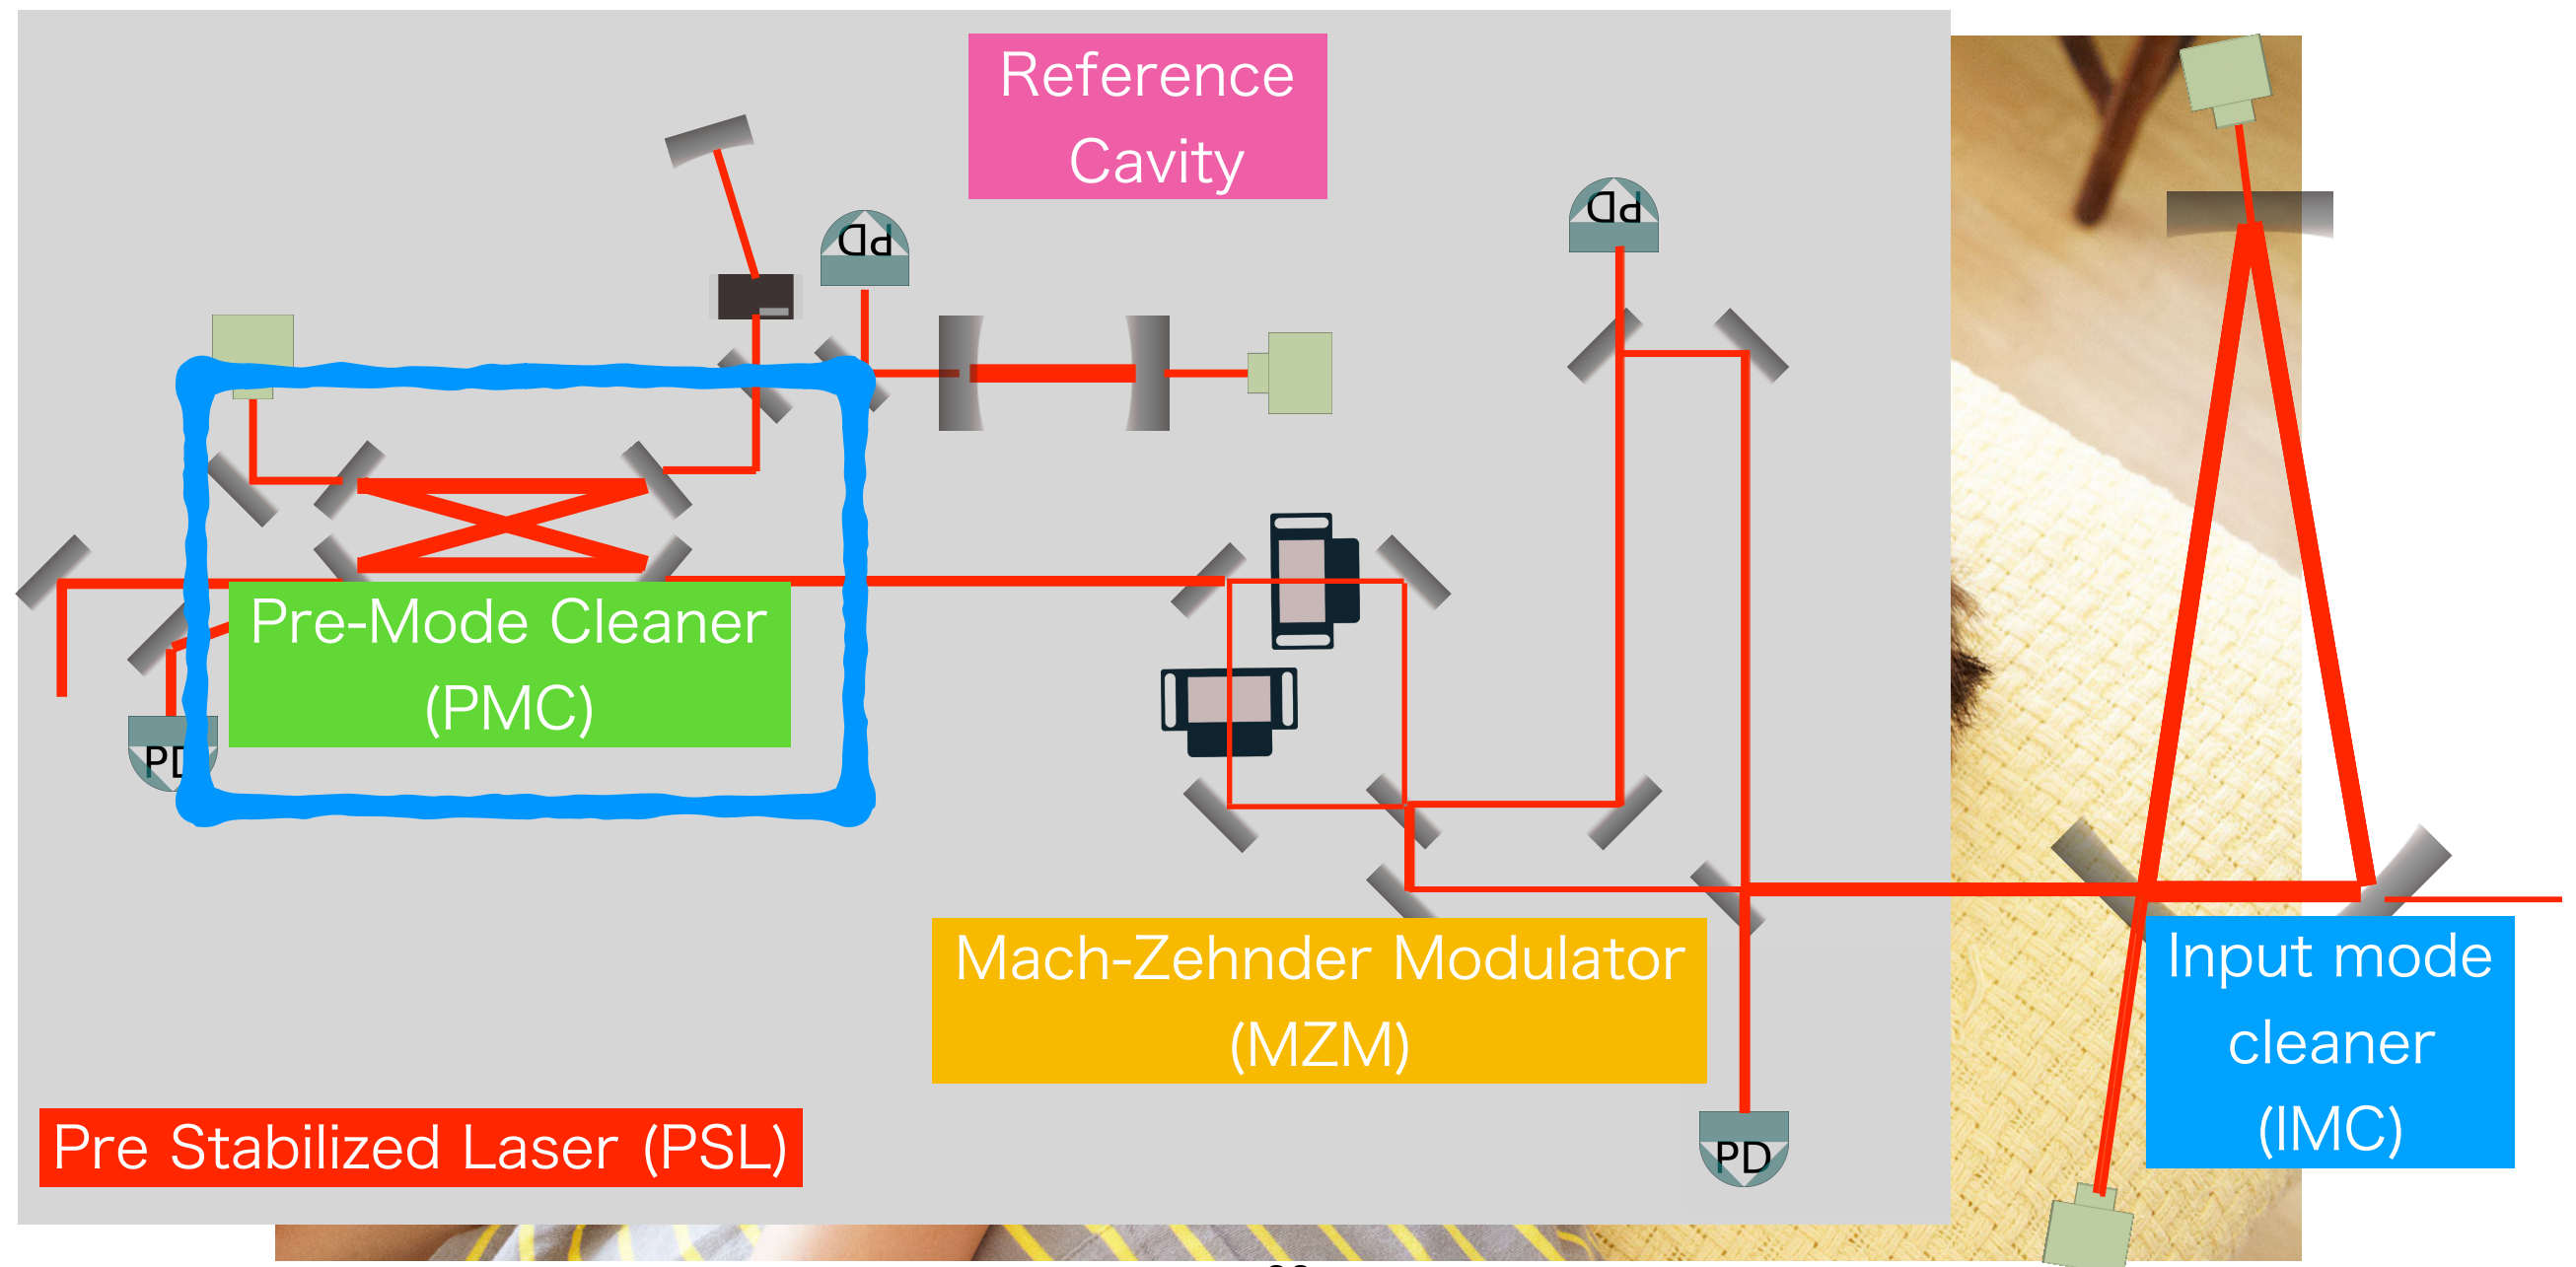 Reference
Cavity
PD
PD
Pre-Mode Cleaner
(PMC)
PD
Mach-Zehnder Modulator
(MZM)
Input mode
cleaner
(IMC)
Pre Stabilized Laser (PSL)
PD